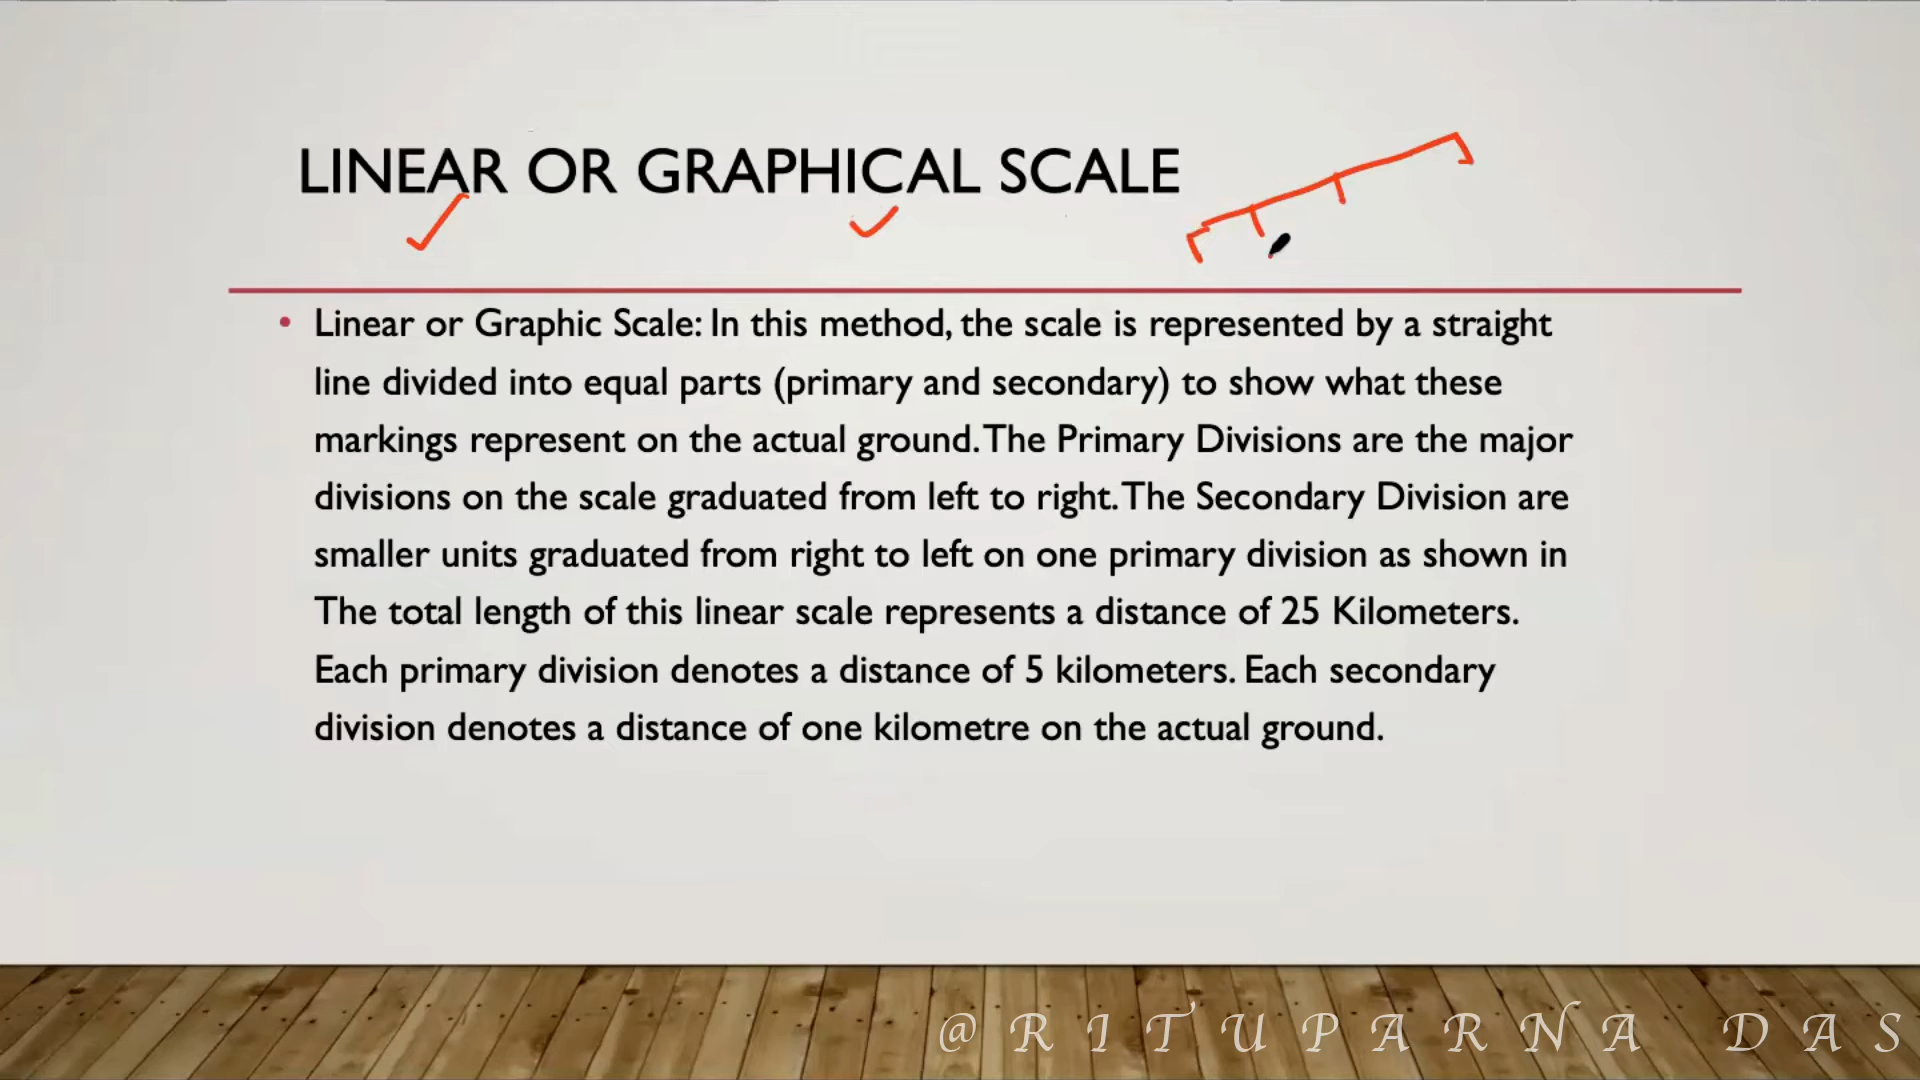 LINEAR OR GRAPHICAL SCALE
• Linear or Graphic Scale: In this method, the scale is represented by a straight
line divided into equal parts (primary and secondary) to show what these
markings represent on the actual ground. The Primary Divisions are the major
divisions on the scale graduated from left to right. The Secondary Division are
smaller units graduated from right to left on one primary division as shown in
The total length of this linear scale represents a distance of 25 Kilometers.
Each primary division denotes a distance of 5 kilometers. Each secondary
division denotes a distance of one kilometre on the actual ground.
@RITUPARNA DAS